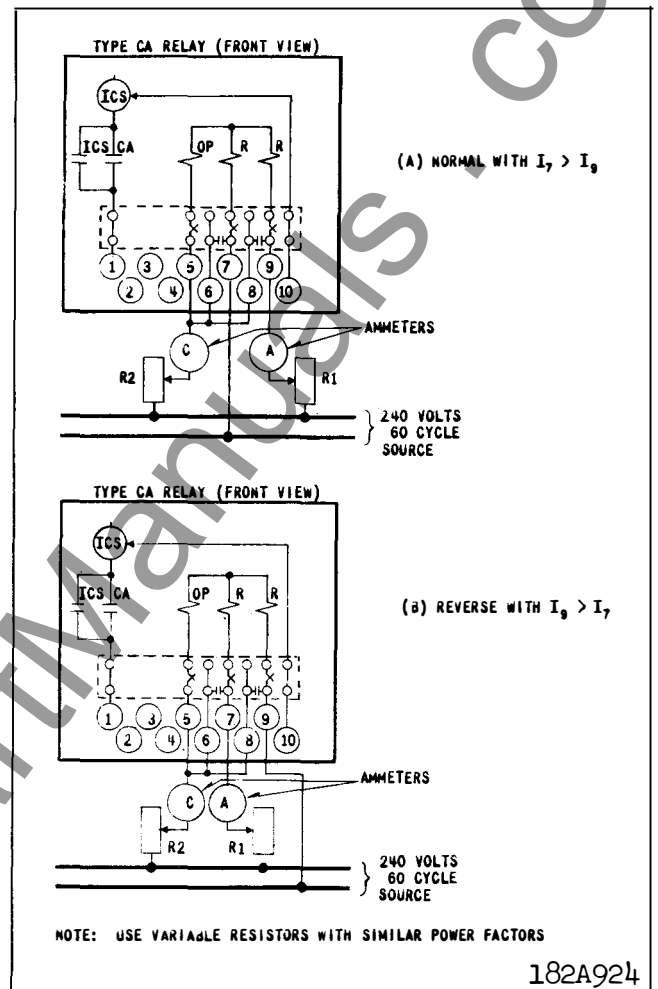 TYPE CA RELAY (FRONT VIEW)
ICS
ICS CA
OP R R
(A) NORMAL WITH I7 > I9
1 3 5 7 9
2 4 6 8 10
AMMETERS
C A
R2 R1
240 VOLTS
60 CYCLE
SOURCE
TYPE CA RELAY (FRONT VIEW)
ICS
ICS CA
OP R R
(B) REVERSE WITH I9 > I7
1 3 5 7 9
2 4 6 8 10
AMMETERS
C A
R2 R1
240 VOLTS
60 CYCLE
SOURCE
NOTE: USE VARIABLE RESISTORS WITH SIMILAR POWER FACTORS
182A924